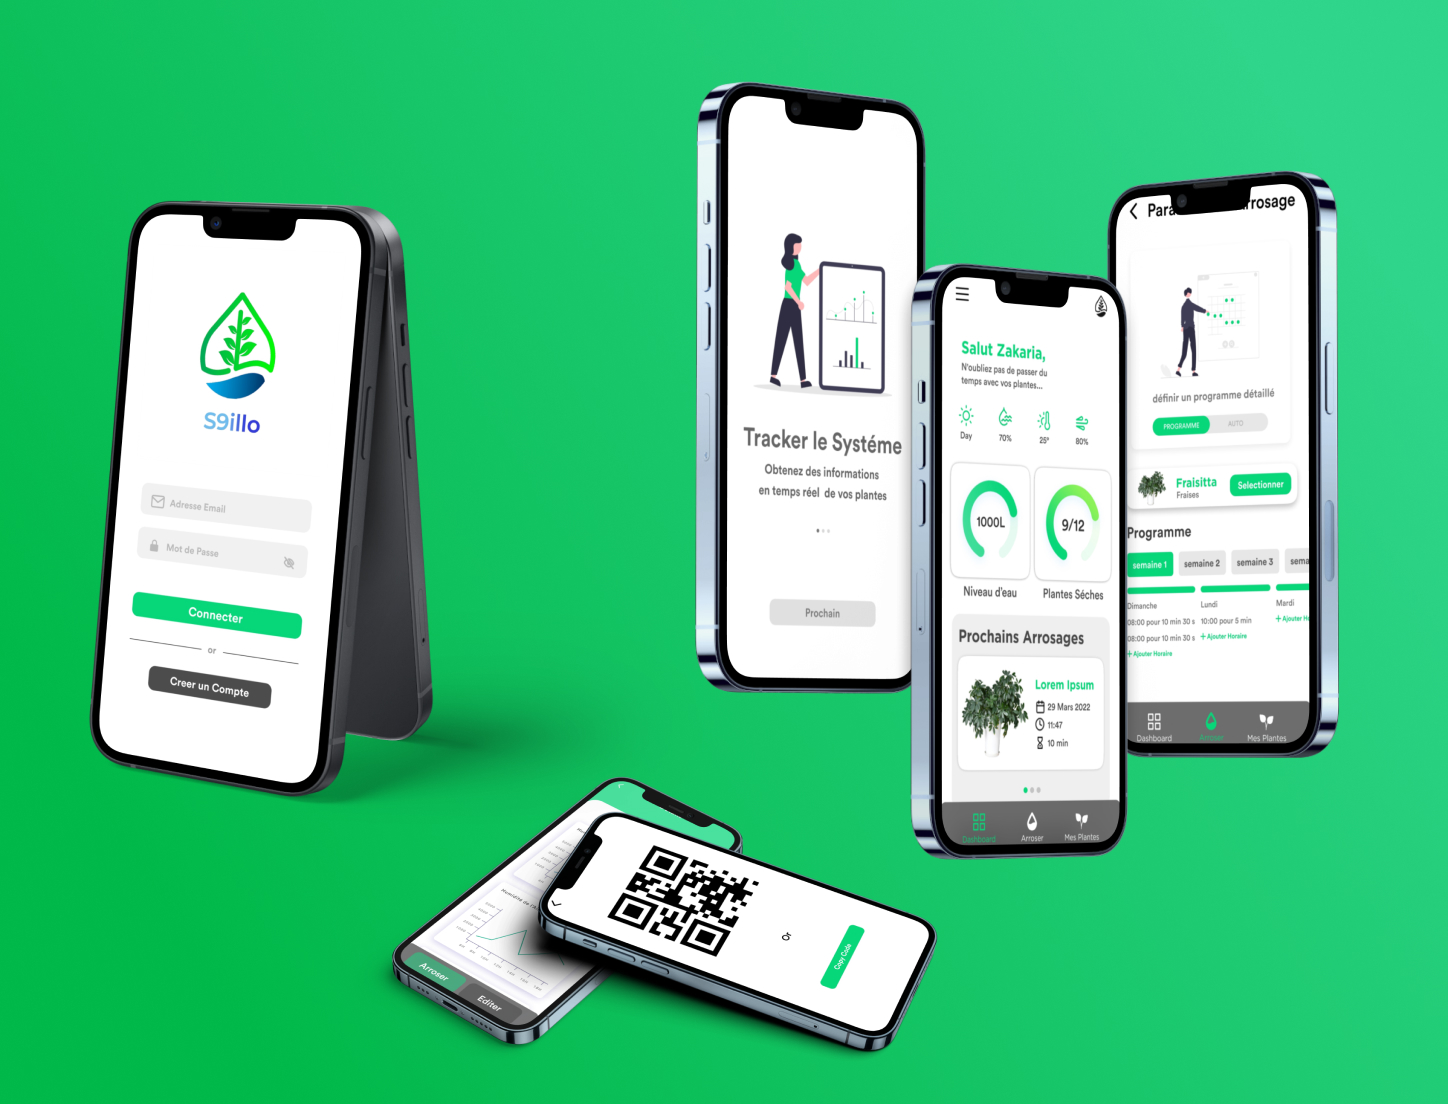 S9illo
Adresse Email
Mot de Passe
Connecter
or
Creer un Compte
Tracker le Systéme
Obtenez des informations
en temps réel de vos plantes
Prochain
Salut Zakaria,
N'oubliez pas de passer du
temps avec vos plantes...
Day
70%
25°
80%
1000L
9/12
Niveau d'eau
Plantes Séches
Prochains Arrosages
Lorem Ipsum
29 Mars 2022
11:47
10 min
Dashboard
Arroser
Mes Plantes
Para rrosage
définir un programme détaillé
PROGRAMME
AUTO
Fraisitta
Fraises
Selectionner
Programme
semaine 1
semaine 2
semaine 3
sema
Dimanche
Lundi
Mardi
08:00 pour 10 min 30 s
10:00 pour 5 min
+ Ajouter Ho
08:00 pour 10 min 30 s
+ Ajouter Horaire
+ Ajouter Horaire
Dashboard
Arroser
Mes Plantes
Humidite de l'A
Arroser
Editer
Or
Copy Code